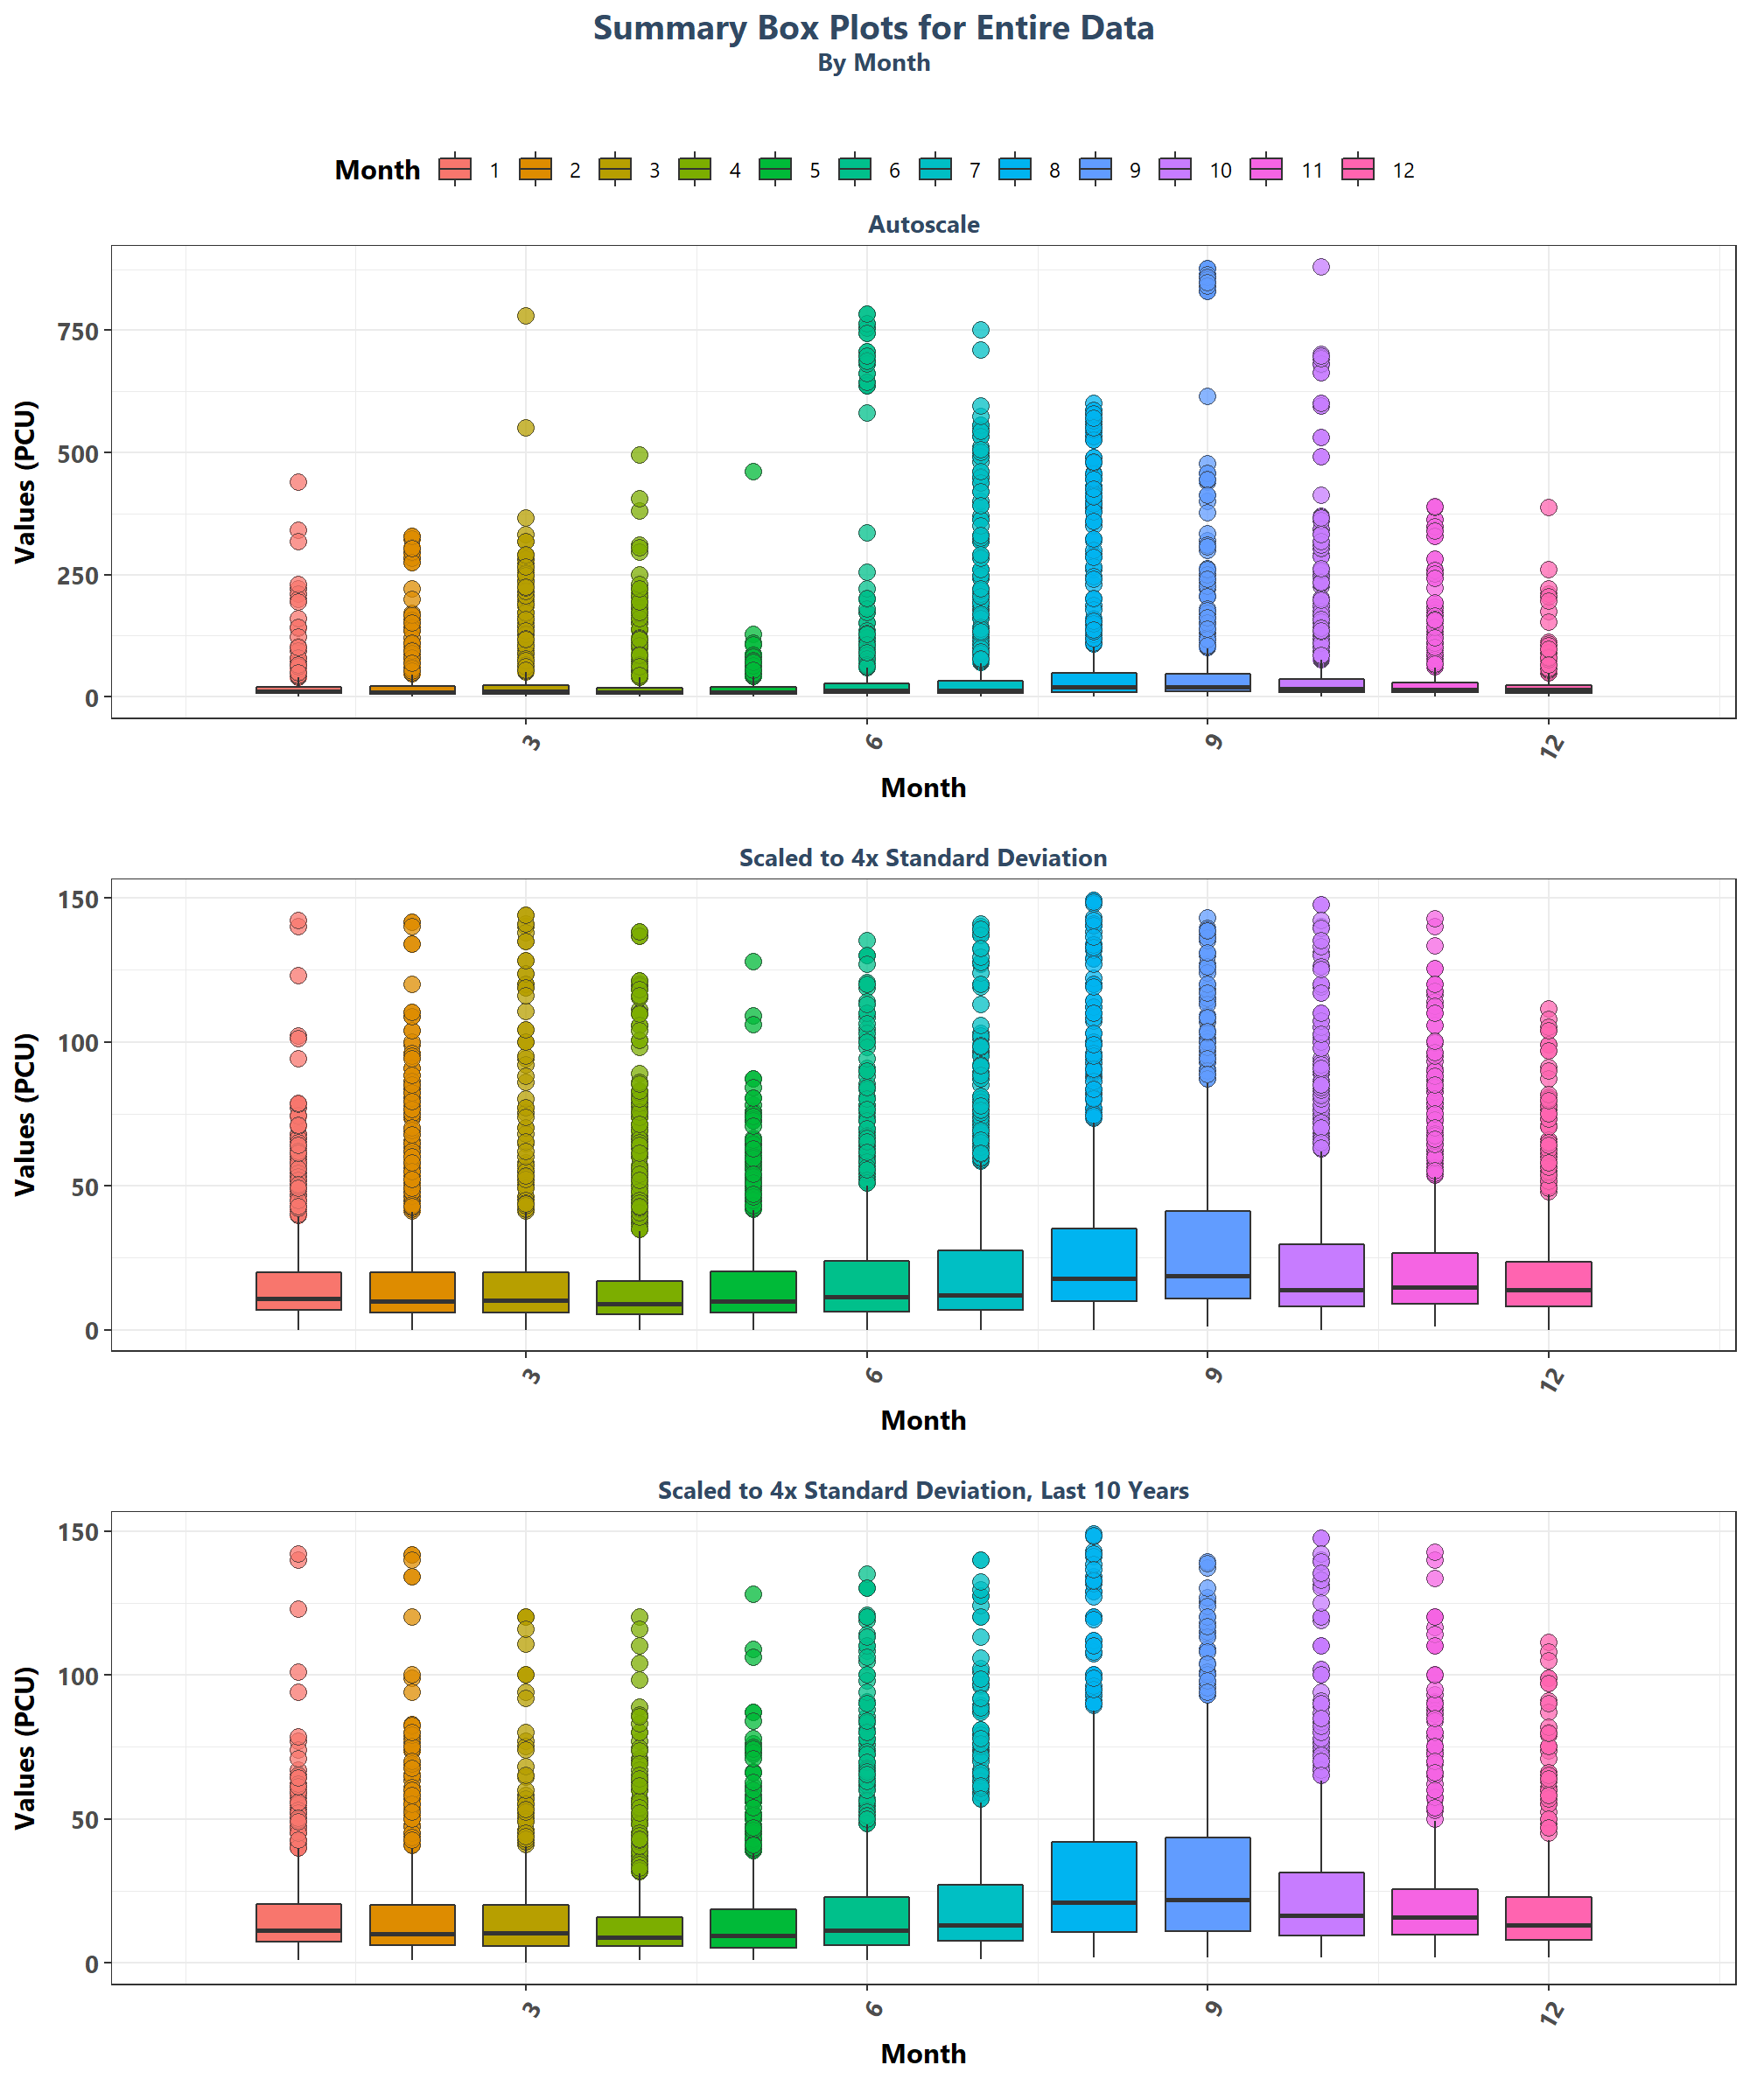 Summary Box Plots for Entire Data
By Month
Month 1 2 3 4 5 6 7 8 9 10 11 12
Autoscale
Values (PCU)
750
500
250
0
3 6 9 12
Month
Scaled to 4x Standard Deviation
Values (PCU)
150
100
50
0
3 6 9 12
Month
Scaled to 4x Standard Deviation, Last 10 Years
Values (PCU)
150
100
50
0
3 6 9 12
Month